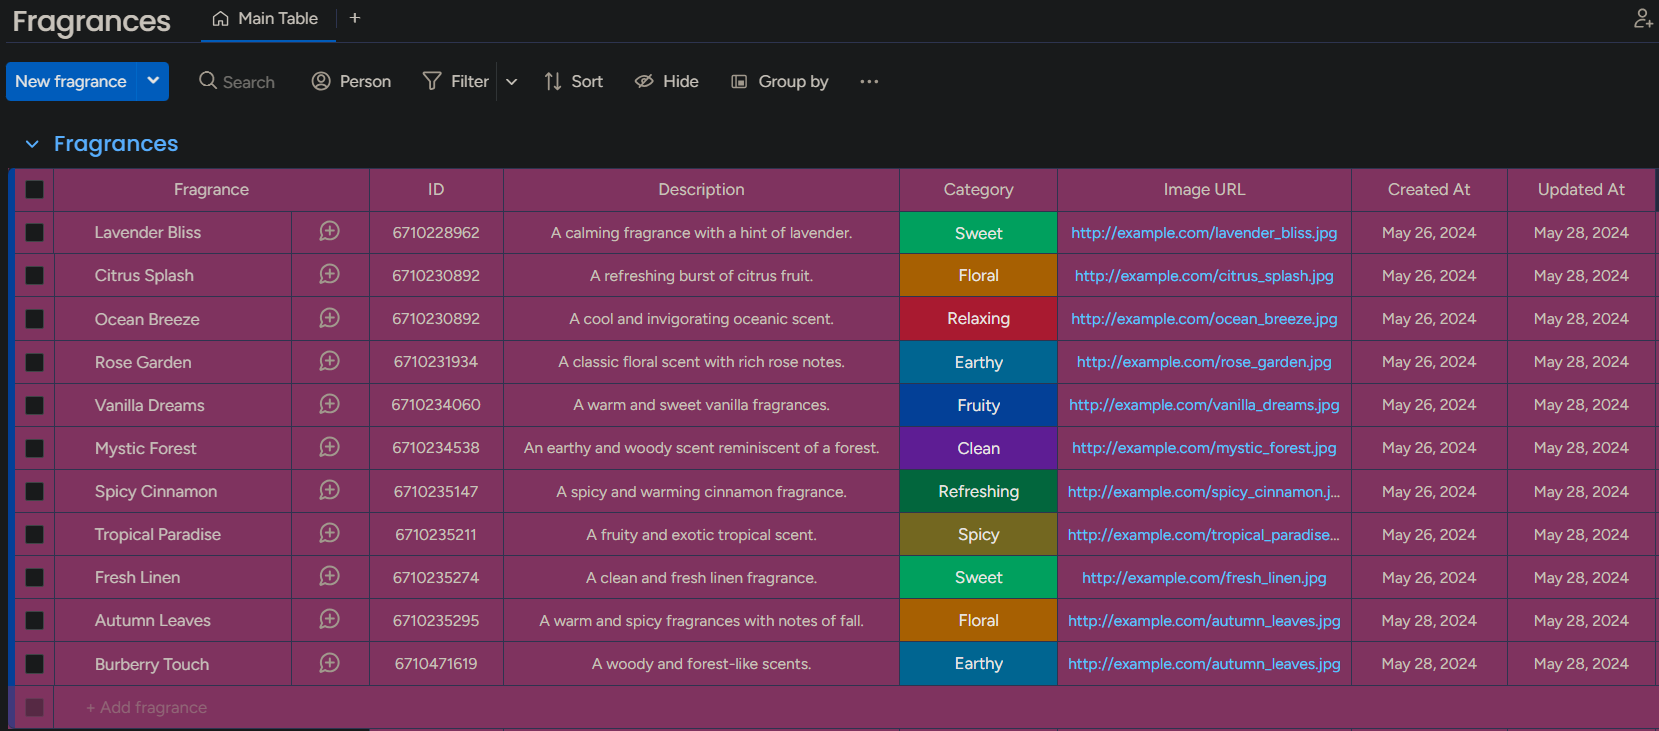 Fragrances Main Table +
New fragrance Search Person Filter Sort Hide Group by ...
Fragrances
Fragrance ID Description Category Image URL Created At Updated At
Lavender Bliss 6710228962 A calming fragrance with a hint of lavender. Sweet http://example.com/lavender_bliss.jpg May 26, 2024 May 28, 2024
Citrus Splash 6710230892 A refreshing burst of citrus fruit. Floral http://example.com/citrus_splash.jpg May 26, 2024 May 28, 2024
Ocean Breeze 6710230892 A cool and invigorating oceanic scent. Relaxing http://example.com/ocean_breeze.jpg May 26, 2024 May 28, 2024
Rose Garden 6710231934 A classic floral scent with rich rose notes. Earthy http://example.com/rose_garden.jpg May 26, 2024 May 28, 2024
Vanilla Dreams 6710234060 A warm and sweet vanilla fragrances. Fruity http://example.com/vanilla_dreams.jpg May 26, 2024 May 28, 2024
Mystic Forest 6710234538 An earthy and woody scent reminiscent of a forest. Clean http://example.com/mystic_forest.jpg May 26, 2024 May 28, 2024
Spicy Cinnamon 6710235147 A spicy and warming cinnamon fragrance. Refreshing http://example.com/spicy_cinnamon.j... May 26, 2024 May 28, 2024
Tropical Paradise 6710235211 A fruity and exotic tropical scent. Spicy http://example.com/tropical_paradise... May 26, 2024 May 28, 2024
Fresh Linen 6710235274 A clean and fresh linen fragrance. Sweet http://example.com/fresh_linen.jpg May 26, 2024 May 28, 2024
Autumn Leaves 6710235295 A warm and spicy fragrances with notes of fall. Floral http://example.com/autumn_leaves.jpg May 28, 2024 May 28, 2024
Burberry Touch 6710471619 A woody and forest-like scents. Earthy http://example.com/autumn_leaves.jpg May 28, 2024 May 28, 2024
+ Add fragrance